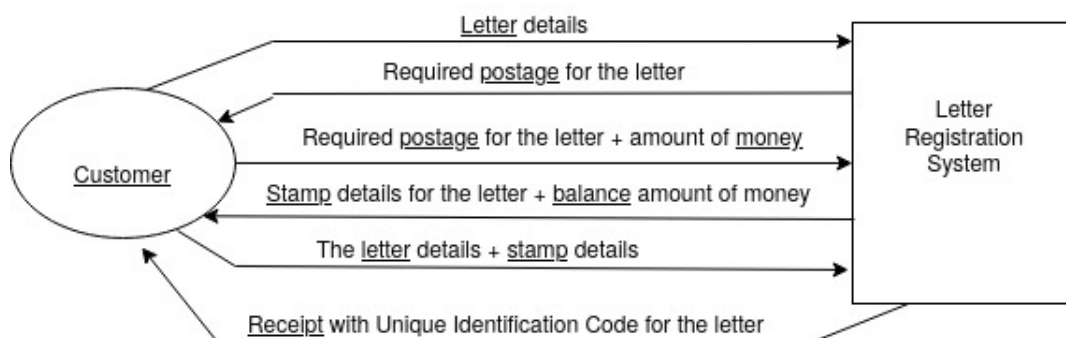 Letter details
Required postage for the letter
Required postage for the letter + amount of money
Stamp details for the letter + balance amount of money
The letter details + stamp details
Receipt with Unique Identification Code for the letter
Customer
Letter
Registration
System